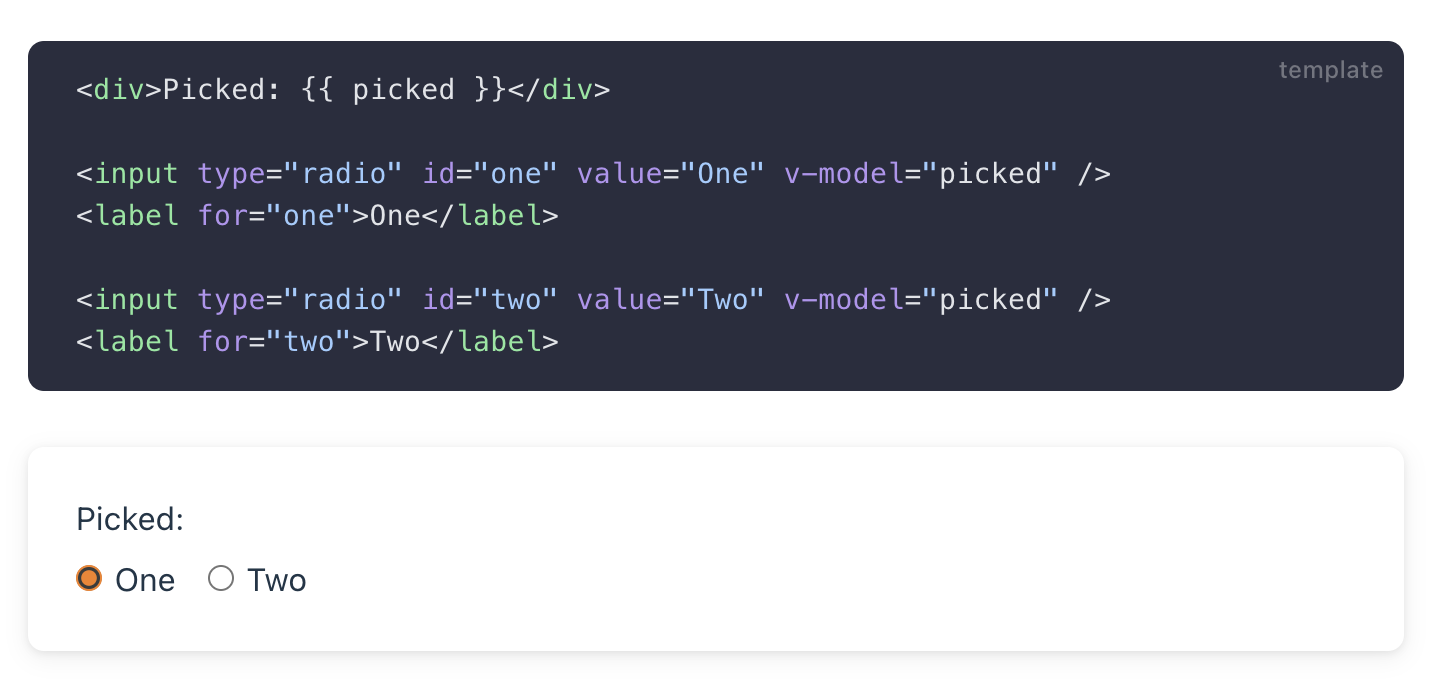 template
<div>Picked: {{ picked }}</div>
<input type="radio" id="one" value="One" v-model="picked" />
<label for="one">One</label>
<input type="radio" id="two" value="Two" v-model="picked" />
<label for="two">Two</label>
Picked:
One Two